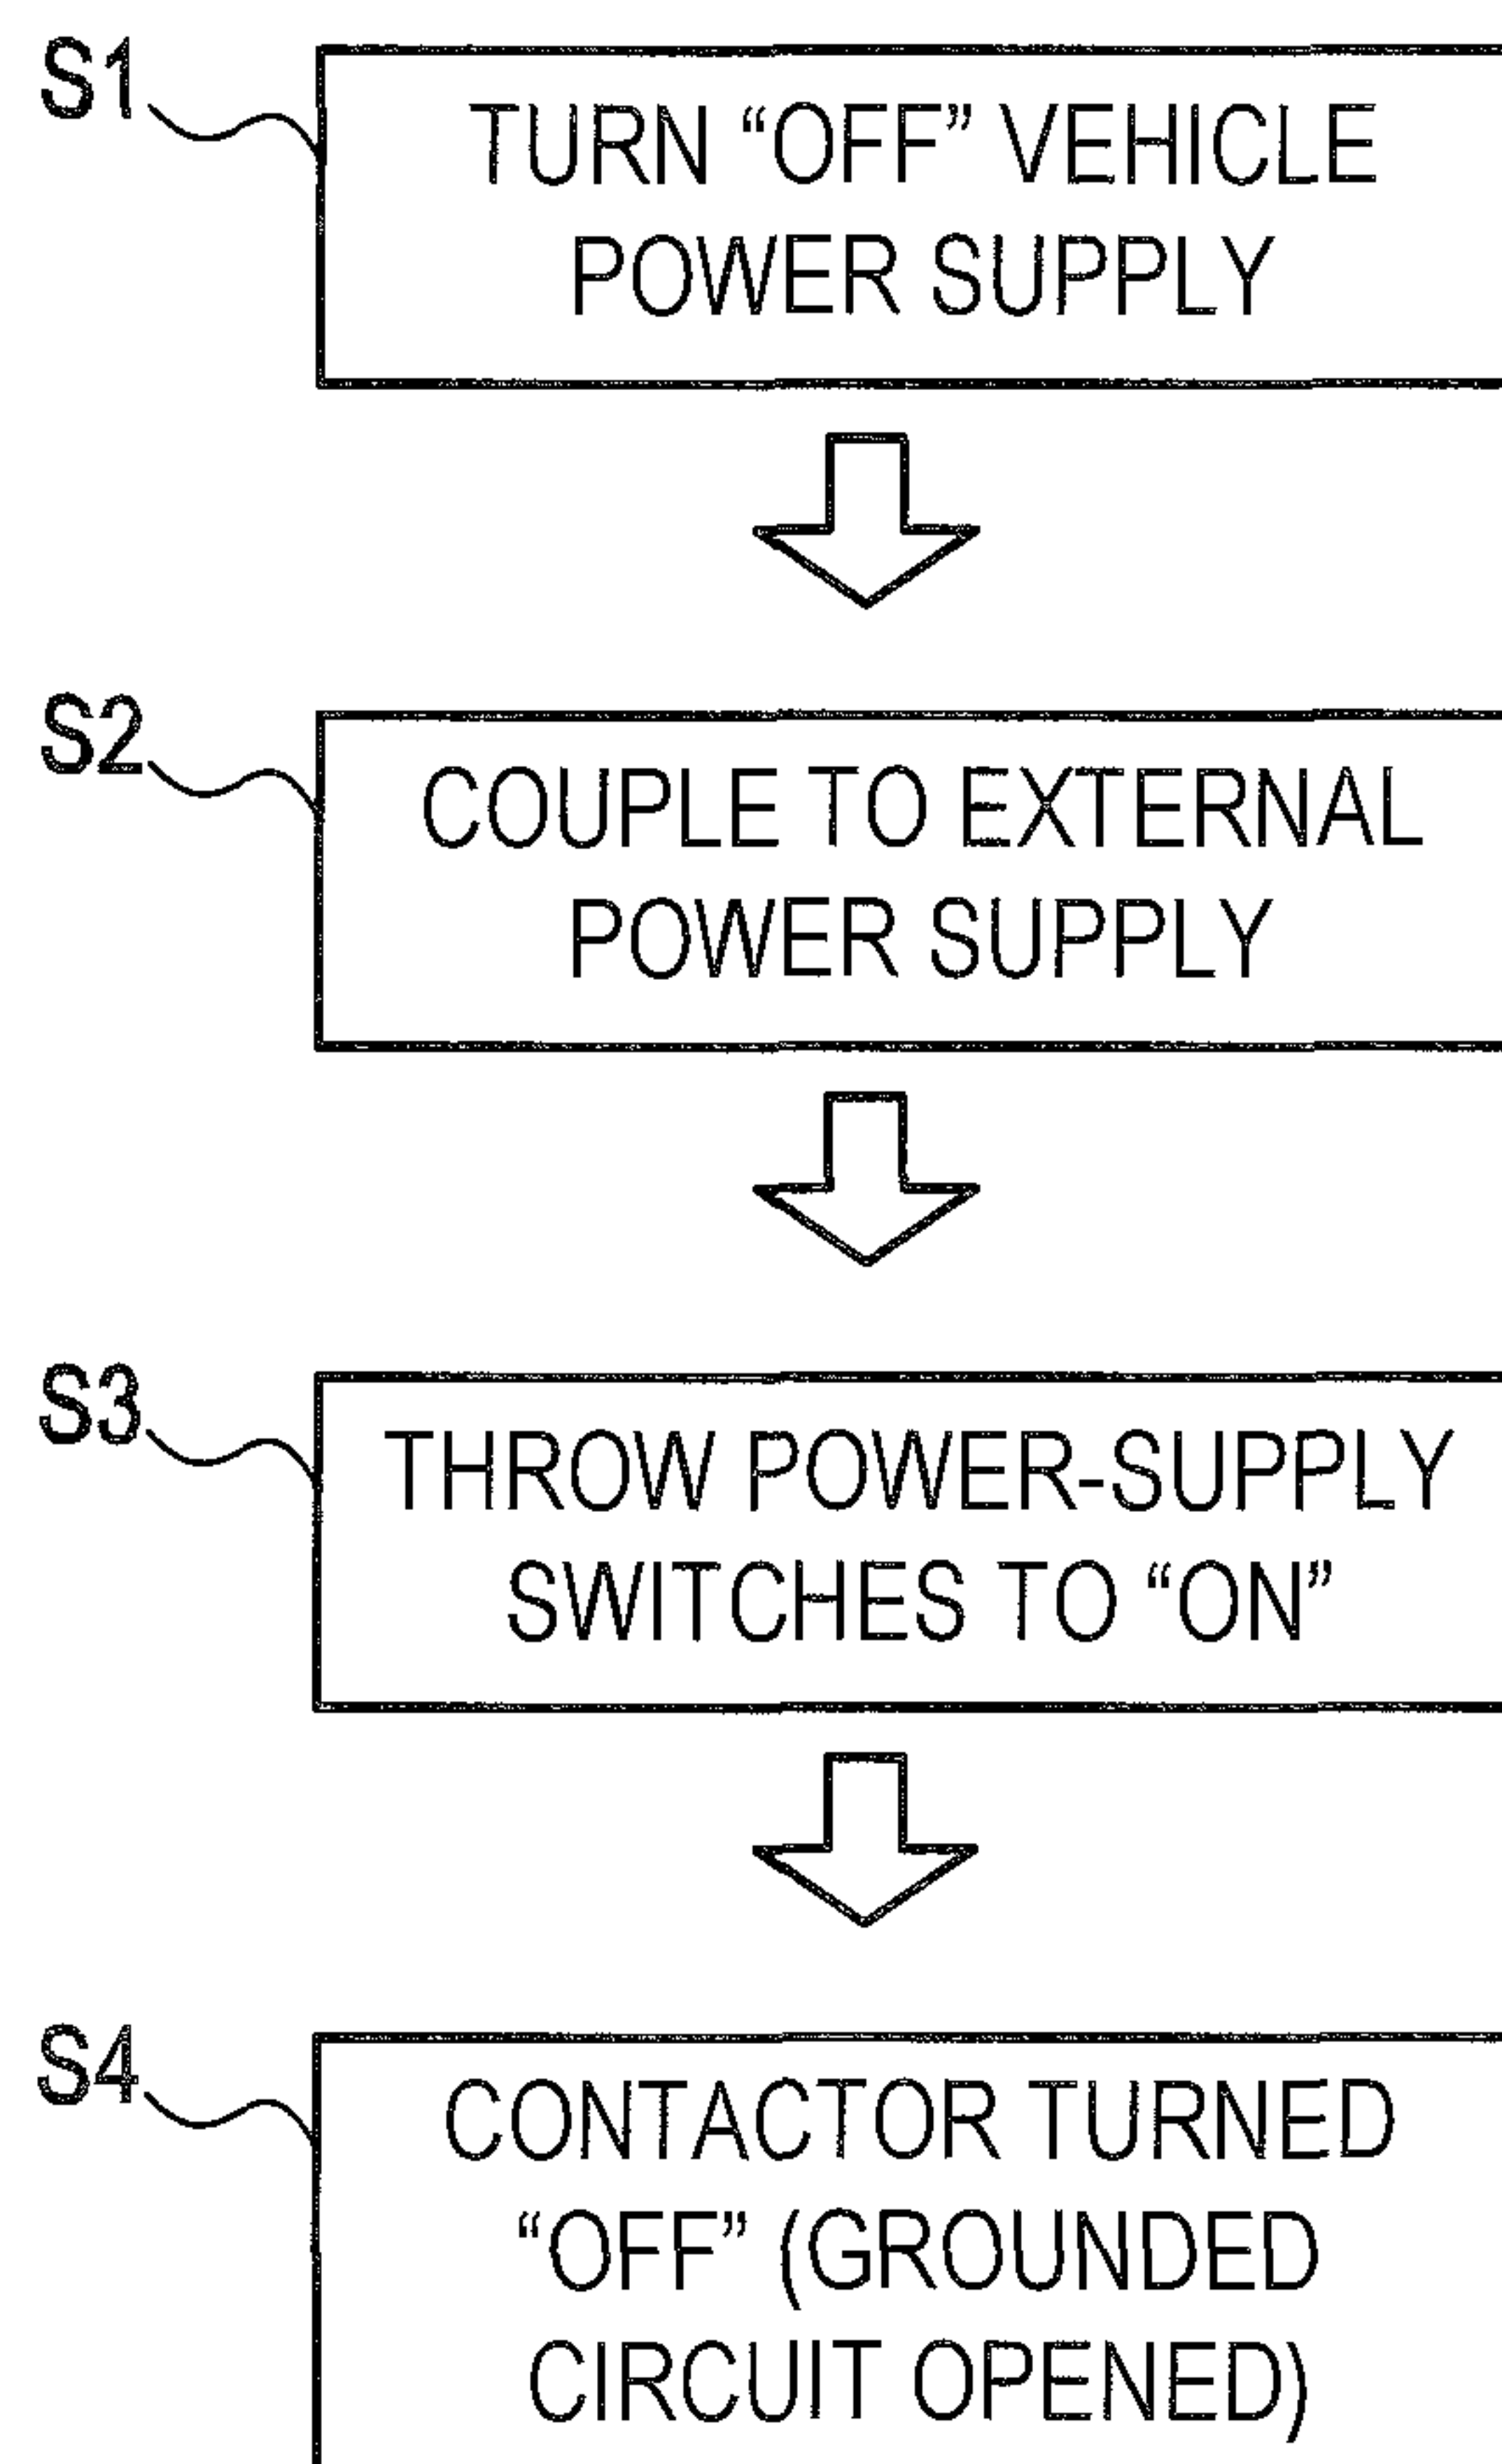 S1
TURN “OFF” VEHICLE
POWER SUPPLY
S2
COUPLE TO EXTERNAL
POWER SUPPLY
S3
THROW POWER-SUPPLY
SWITCHES TO “ON”
S4
CONTACTOR TURNED
“OFF” (GROUNDED
CIRCUIT OPENED)